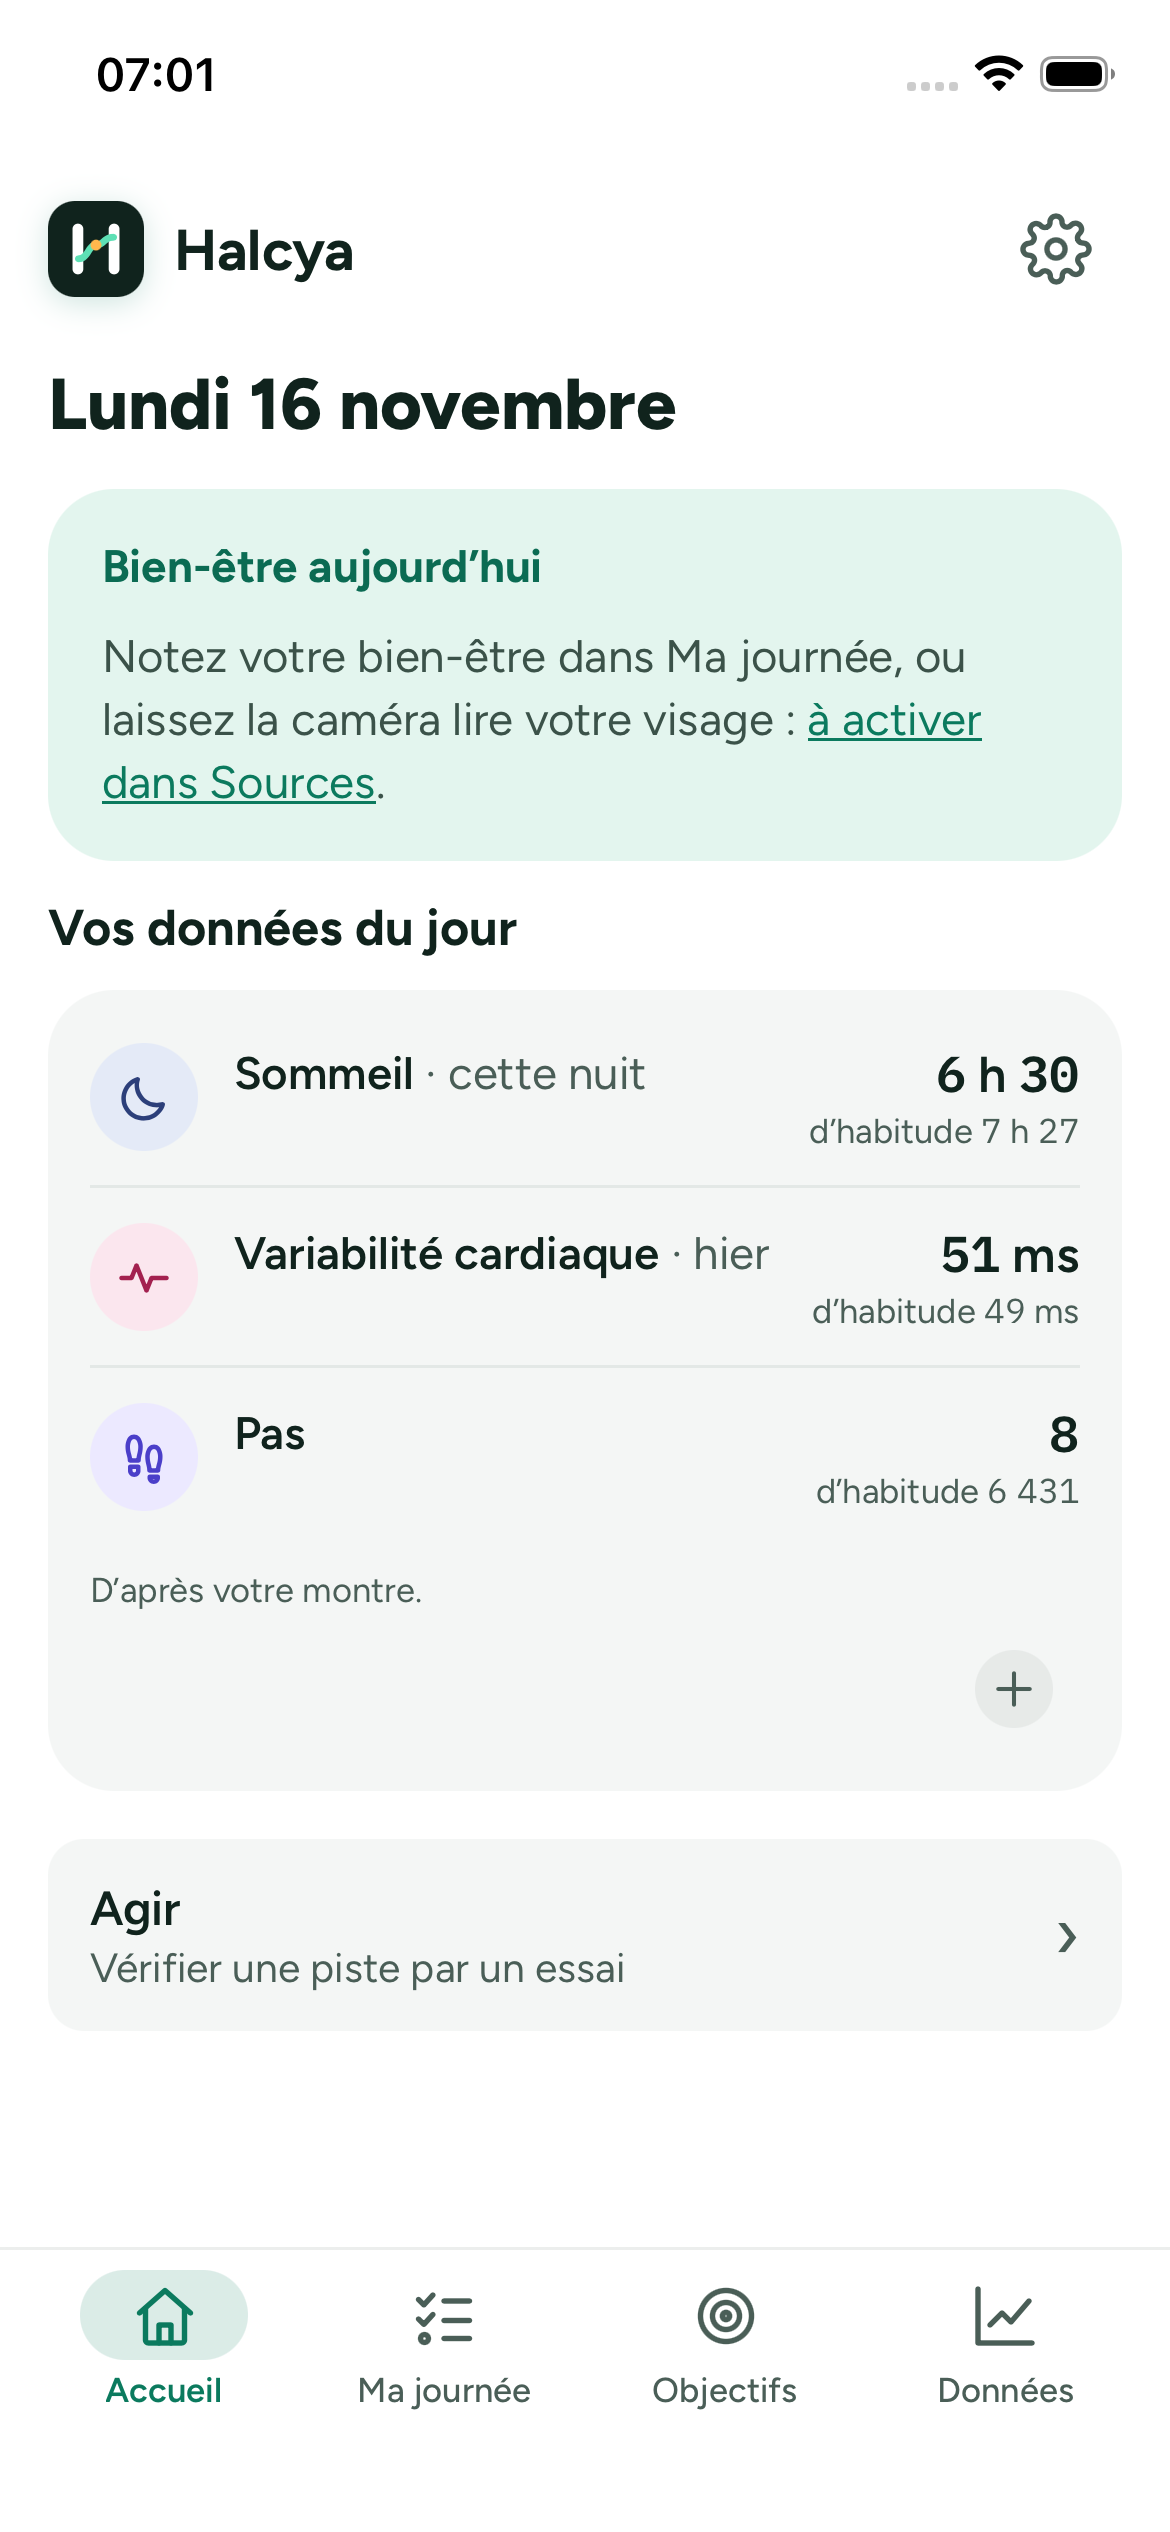 07:01
Halcya
Lundi 16 novembre
Bien-être aujourd’hui
Notez votre bien-être dans Ma journée, ou
laissez la caméra lire votre visage : à activer
dans Sources.
Vos données du jour
Sommeil · cette nuit
6 h 30
d’habitude 7 h 27
Variabilité cardiaque · hier
51 ms
d’habitude 49 ms
Pas
8
d’habitude 6 431
D’après votre montre.
Agir
Vérifier une piste par un essai
Accueil
Ma journée
Objectifs
Données